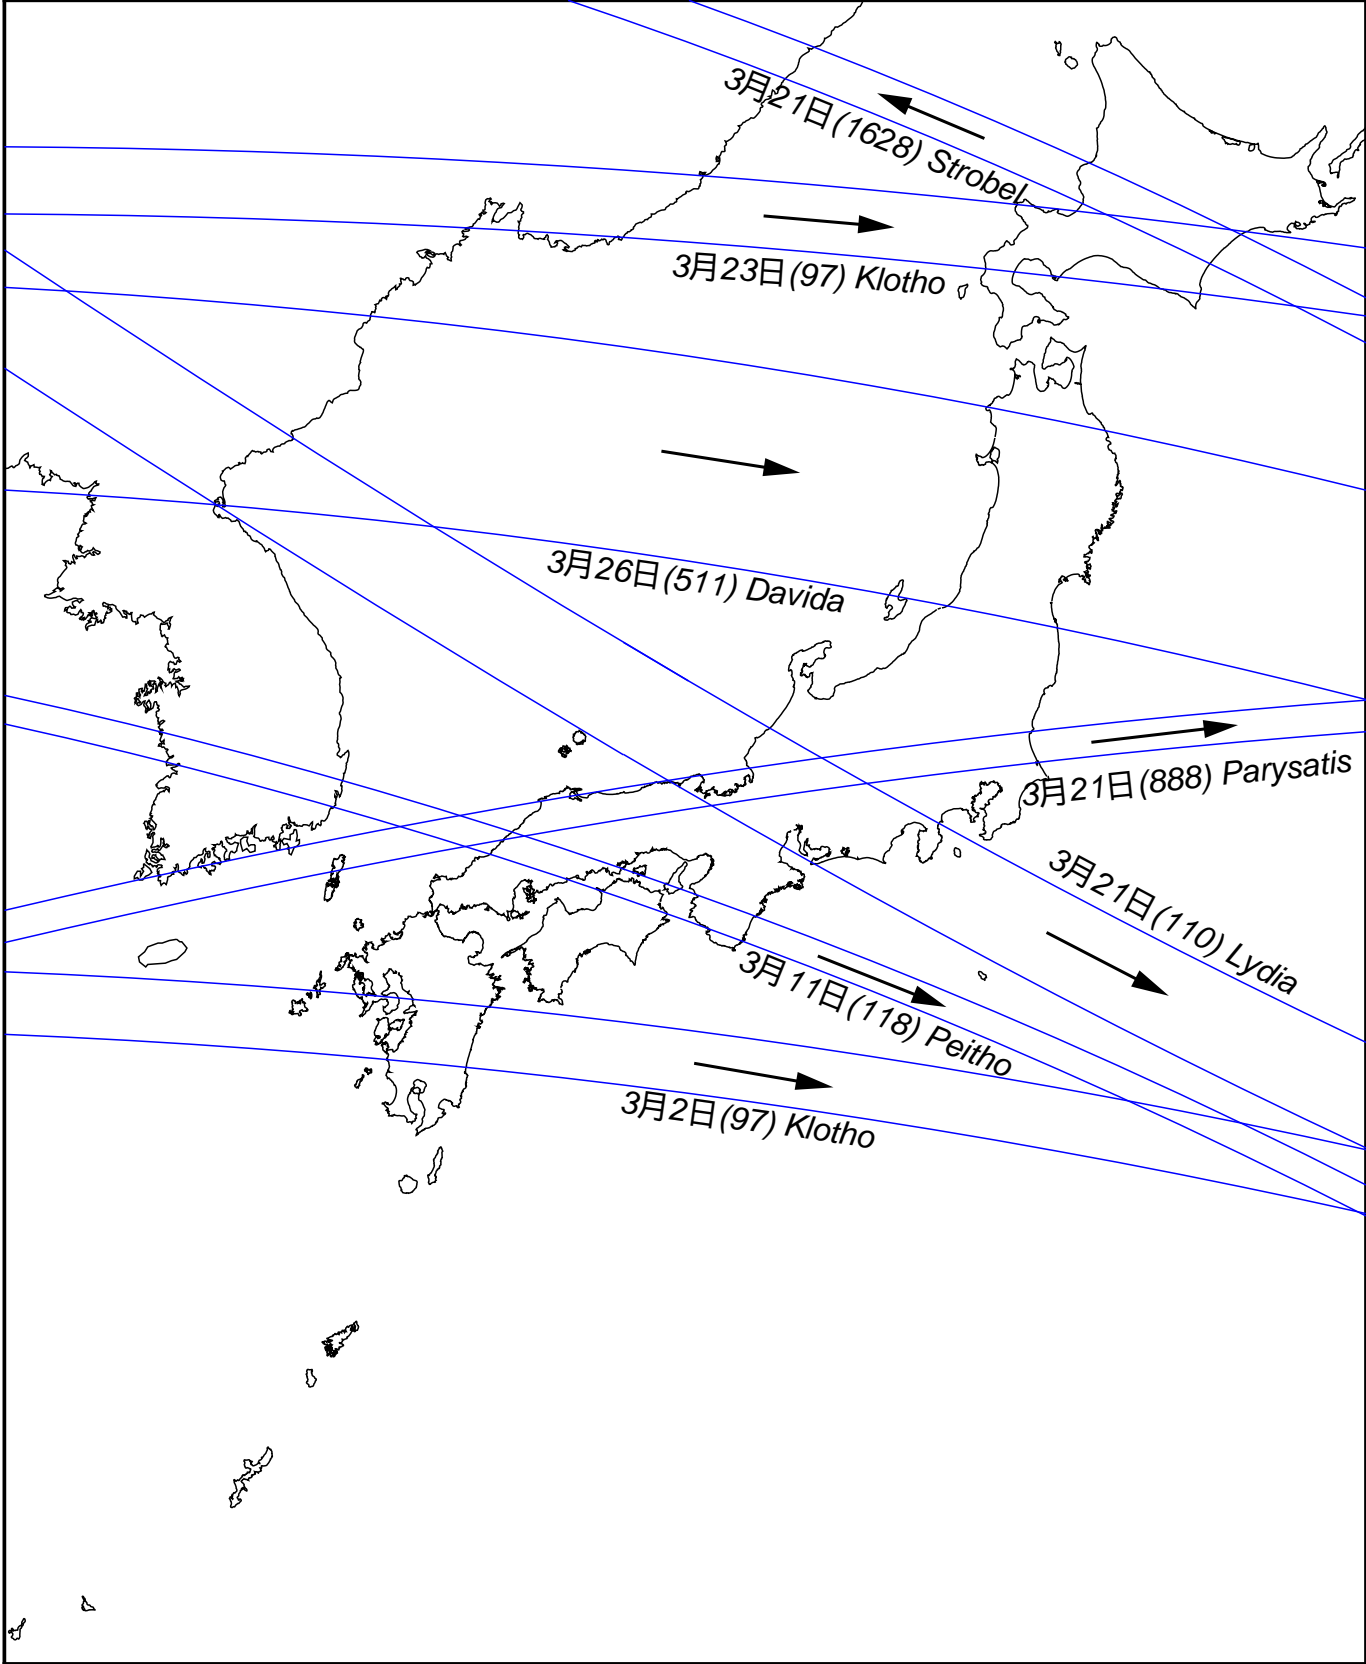 3月21日(1628) Strobel
3月23日(97) Klotho
3月26日(511) Davida
3月21日(888) Parysatis
3月21日(110) Lydia
3月11日(118) Peitho
3月2日(97) Klotho